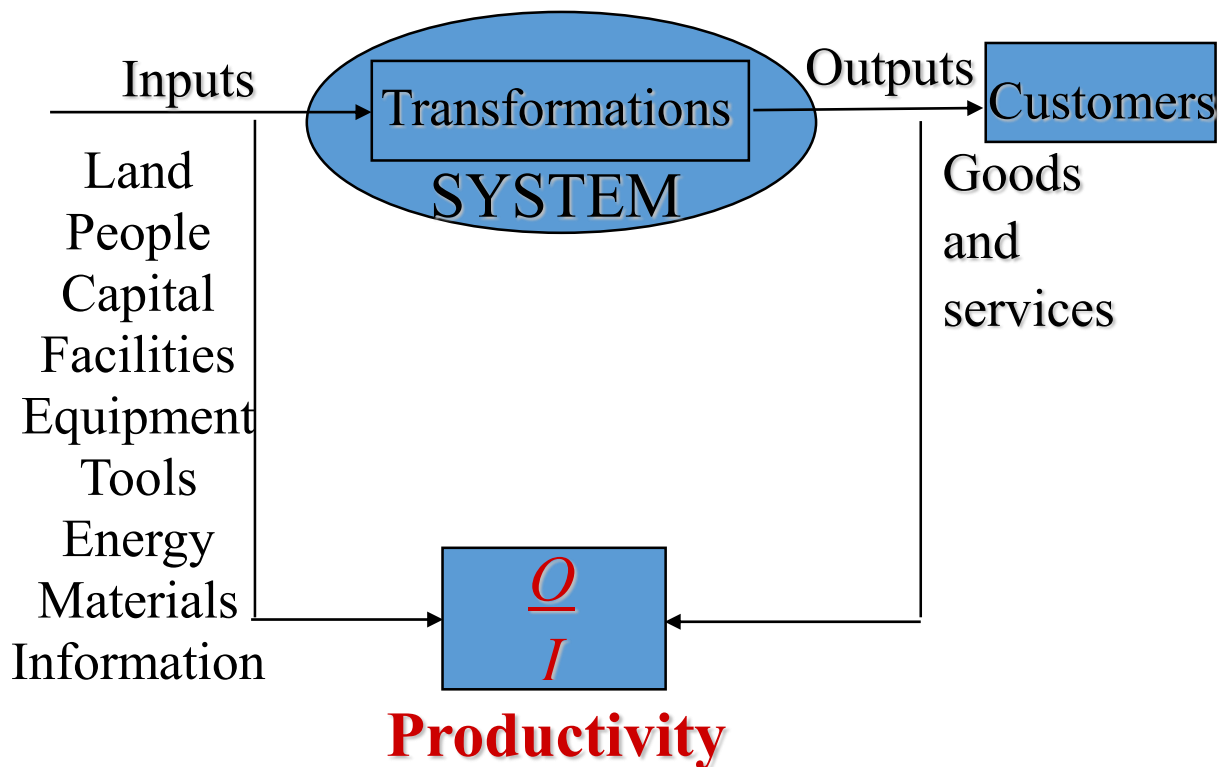 Inputs
Transformations
SYSTEM
Outputs
Customers
Land
People
Capital
Facilities
Equipment
Tools
Energy
Materials
Information
Goods
and
services
O
I
Productivity